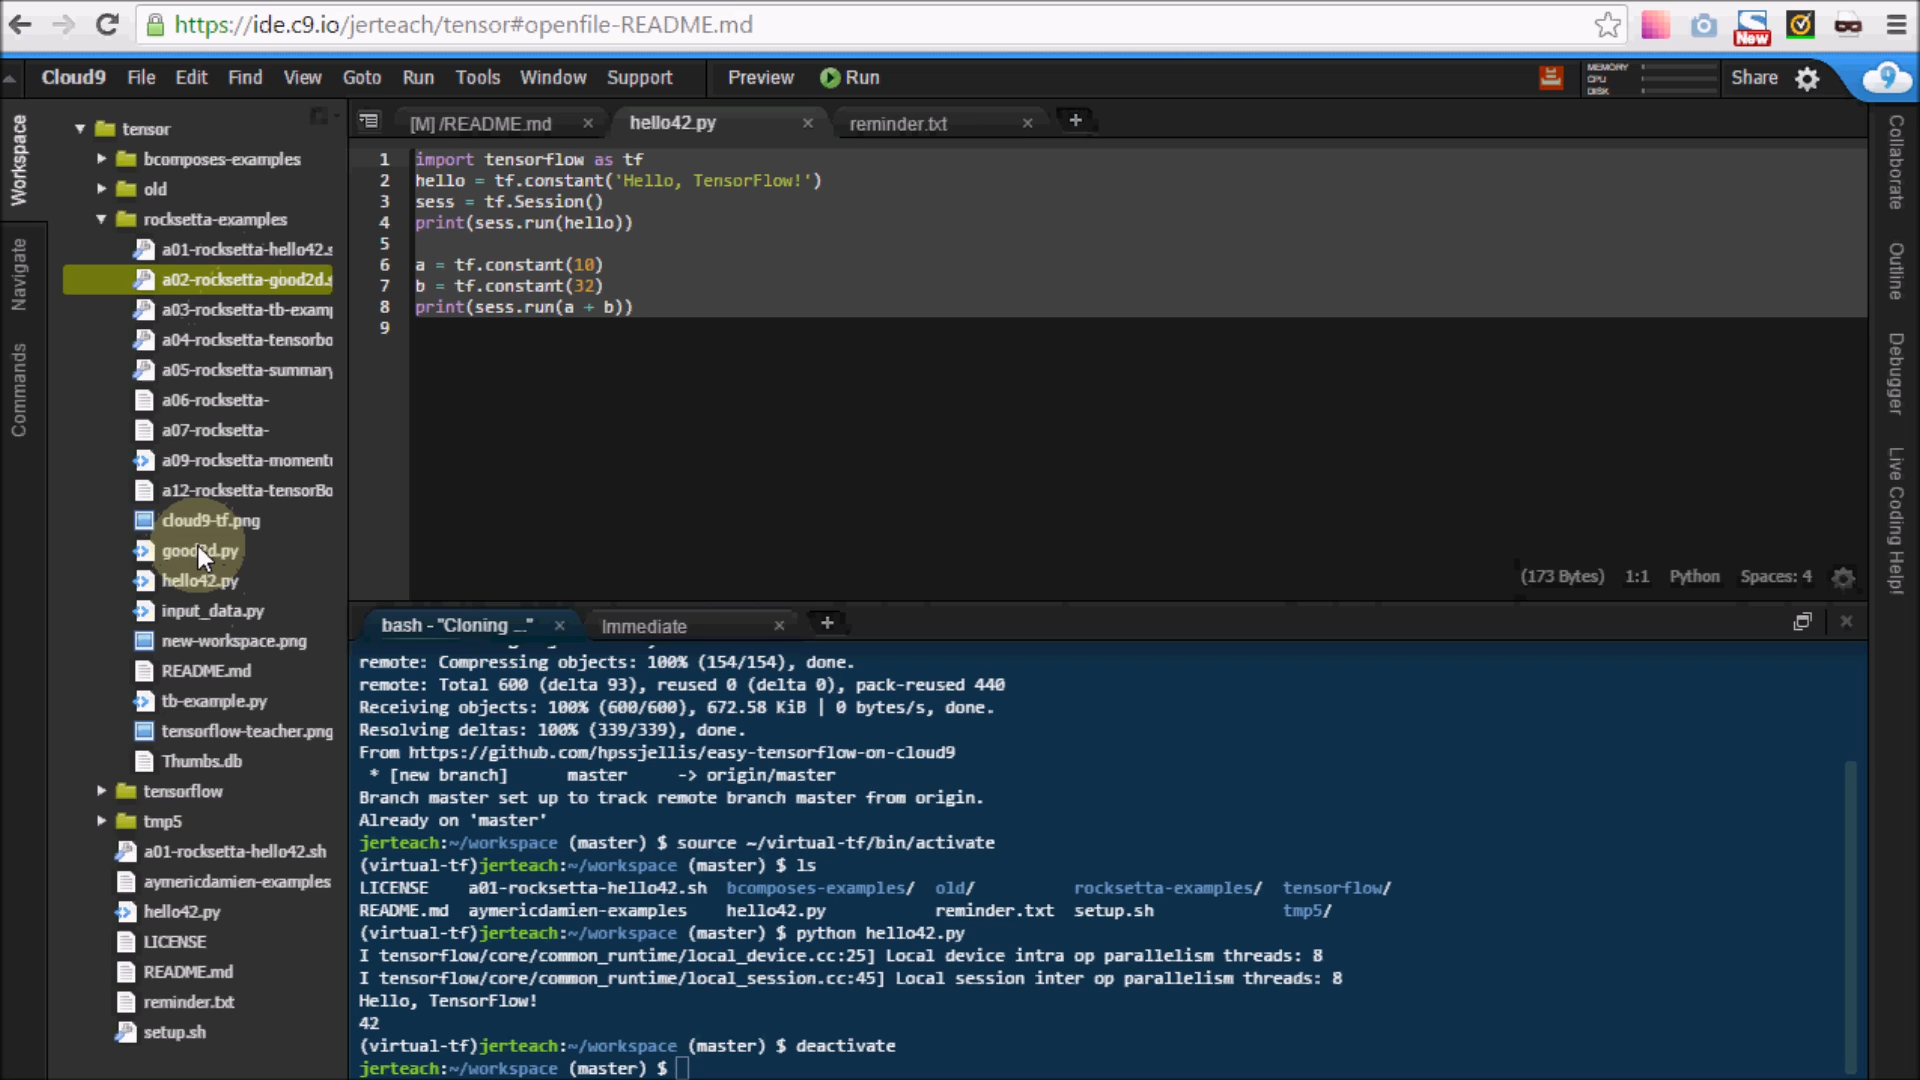 https://ide.c9.io/jerteach/tensor#openfile-README.md
New
Cloud9 File Edit Find View Goto Run Tools Window Support Preview Run
MEMORY
CPU
DISK
Share
9
Workspace
Navigate
Commands
tensor
bcomposes-examples
old
rocksetta-examples
a01-rocksetta-hello42.s
a02-rocksetta-good2d.s
a03-rocksetta-tb-examp
a04-rocksetta-tensorbo
a05-rocksetta-summary
a06-rocksetta-
a07-rocksetta-
a09-rocksetta-momentu
a12-rocksetta-tensorBo
cloud9-tf.png
good2d.py
hello42.py
input_data.py
new-workspace.png
README.md
tb-example.py
tensorflow-teacher.png
Thumbs.db
tensorflow
tmp5
a01-rocksetta-hello42.sh
aymericdamien-examples
hello42.py
LICENSE
README.md
reminder.txt
setup.sh
[M] /README.md hello42.py reminder.txt
1 import tensorflow as tf
2 hello = tf.constant('Hello, TensorFlow!')
3 sess = tf.Session()
4 print(sess.run(hello))
5
6 a = tf.constant(10)
7 b = tf.constant(32)
8 print(sess.run(a + b))
9
(173 Bytes) 1:1 Python Spaces: 4
bash - "Cloning ..." Immediate
remote: Compressing objects: 100% (154/154), done.
remote: Total 600 (delta 93), reused 0 (delta 0), pack-reused 440
Receiving objects: 100% (600/600), 672.58 KiB | 0 bytes/s, done.
Resolving deltas: 100% (339/339), done.
From https://github.com/hpssjellis/easy-tensorflow-on-cloud9
* [new branch] master -> origin/master
Branch master set up to track remote branch master from origin.
Already on 'master'
jerteach:~/workspace (master) $ source ~/virtual-tf/bin/activate
(virtual-tf)jerteach:~/workspace (master) $ ls
LICENSE a01-rocksetta-hello42.sh bcomposes-examples/ old/ rocksetta-examples/ tensorflow/
README.md aymericdamien-examples hello42.py reminder.txt setup.sh tmp5/
(virtual-tf)jerteach:~/workspace (master) $ python hello42.py
I tensorflow/core/common_runtime/local_device.cc:25] Local device intra op parallelism threads: 8
I tensorflow/core/common_runtime/local_session.cc:45] Local session inter op parallelism threads: 8
Hello, TensorFlow!
42
(virtual-tf)jerteach:~/workspace (master) $ deactivate
jerteach:~/workspace (master) $
Collaborate
Outline
Debugger
Live Coding Help!